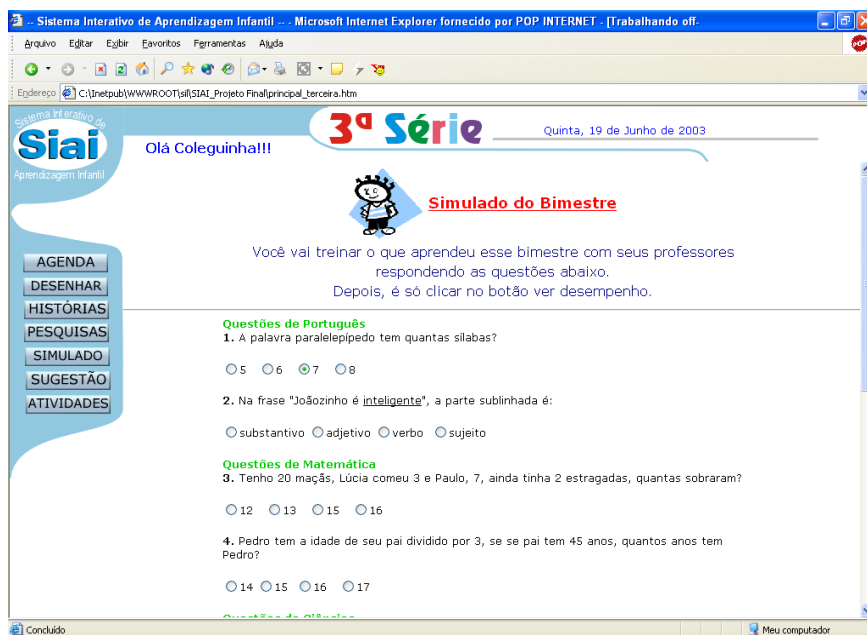 -- Sistema Interativo de Aprendizagem Infantil -- - Microsoft Internet Explorer fornecido por POP INTERNET - [Trabalhando off-
Arquivo Editar Exibir Favoritos Ferramentas Ajuda
Endereço C:\Inetpub\WWWROOT\sil\SIAI_Projeto Final\principal_terceira.htm
Sistema Interativo de
Siai
Aprendizagem Infantil
3ª Série
Quinta, 19 de Junho de 2003
Olá Coleguinha!!!
Simulado do Bimestre
Você vai treinar o que aprendeu esse bimestre com seus professores
respondendo as questões abaixo.
Depois, é só clicar no botão ver desempenho.
AGENDA
DESENHAR
HISTÓRIAS
PESQUISAS
SIMULADO
SUGESTÃO
ATIVIDADES
Questões de Português
1. A palavra paralelepípedo tem quantas sílabas?
5 6 7 8
2. Na frase "Joãozinho é inteligente", a parte sublinhada é:
substantivo adjetivo verbo sujeito
Questões de Matemática
3. Tenho 20 maçãs, Lúcia comeu 3 e Paulo, 7, ainda tinha 2 estragadas, quantas sobraram?
12 13 15 16
4. Pedro tem a idade de seu pai dividido por 3, se se pai tem 45 anos, quantos anos tem
Pedro?
14 15 16 17
Questões de Ciências
Concluído
Meu computador